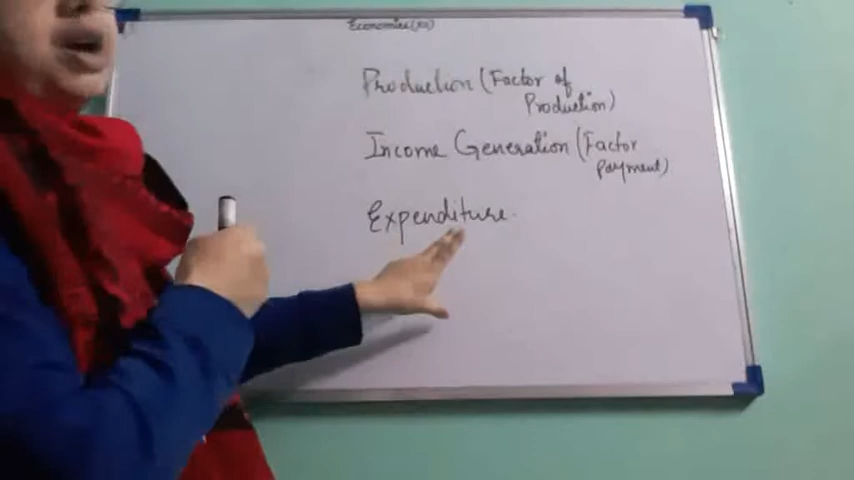 Economics(XII)
Production (Factor of
Production)
Income Generation (Factor
payment)
Expenditure.